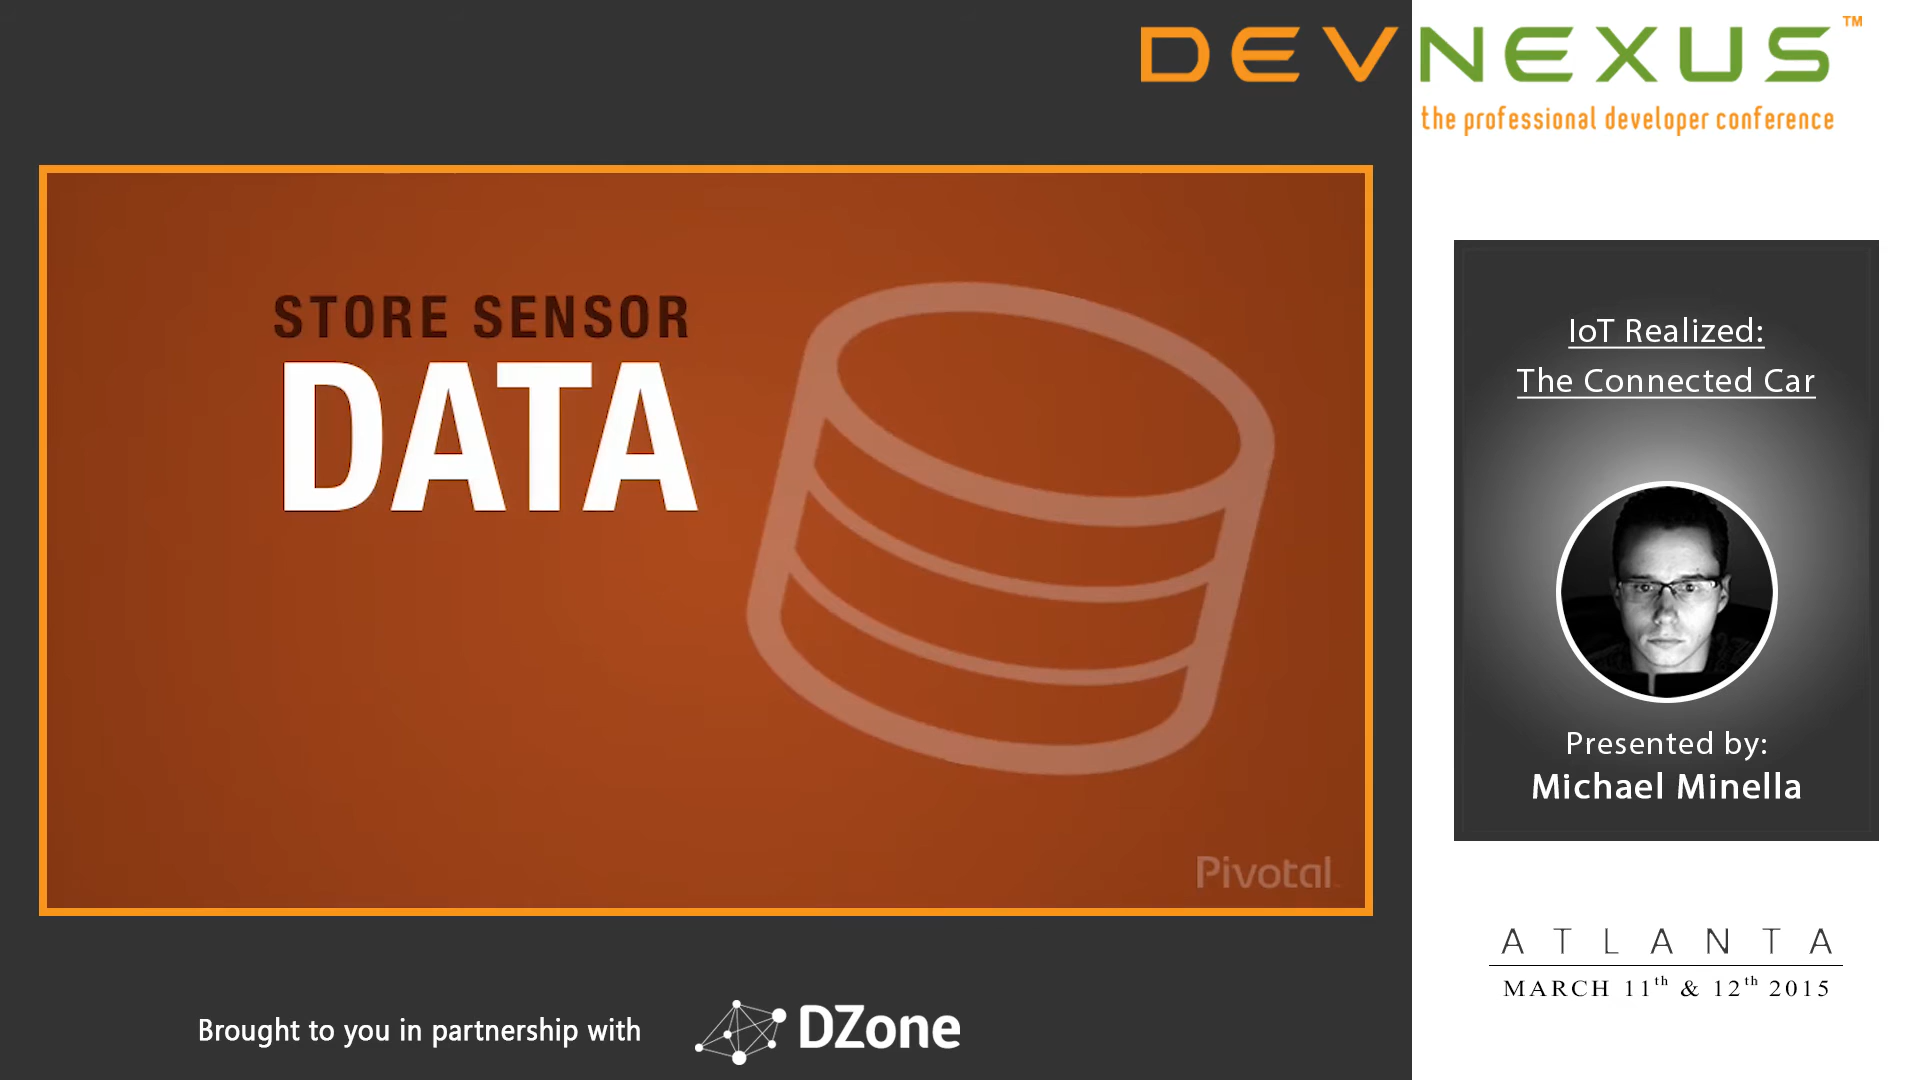 DEVNEXUS™
the professional developer conference
STORE SENSOR
DATA
Pivotal
IoT Realized:
The Connected Car
Presented by:
Michael Minella
ATLANTA
MARCH 11th & 12th 2015
Brought to you in partnership with
DZone